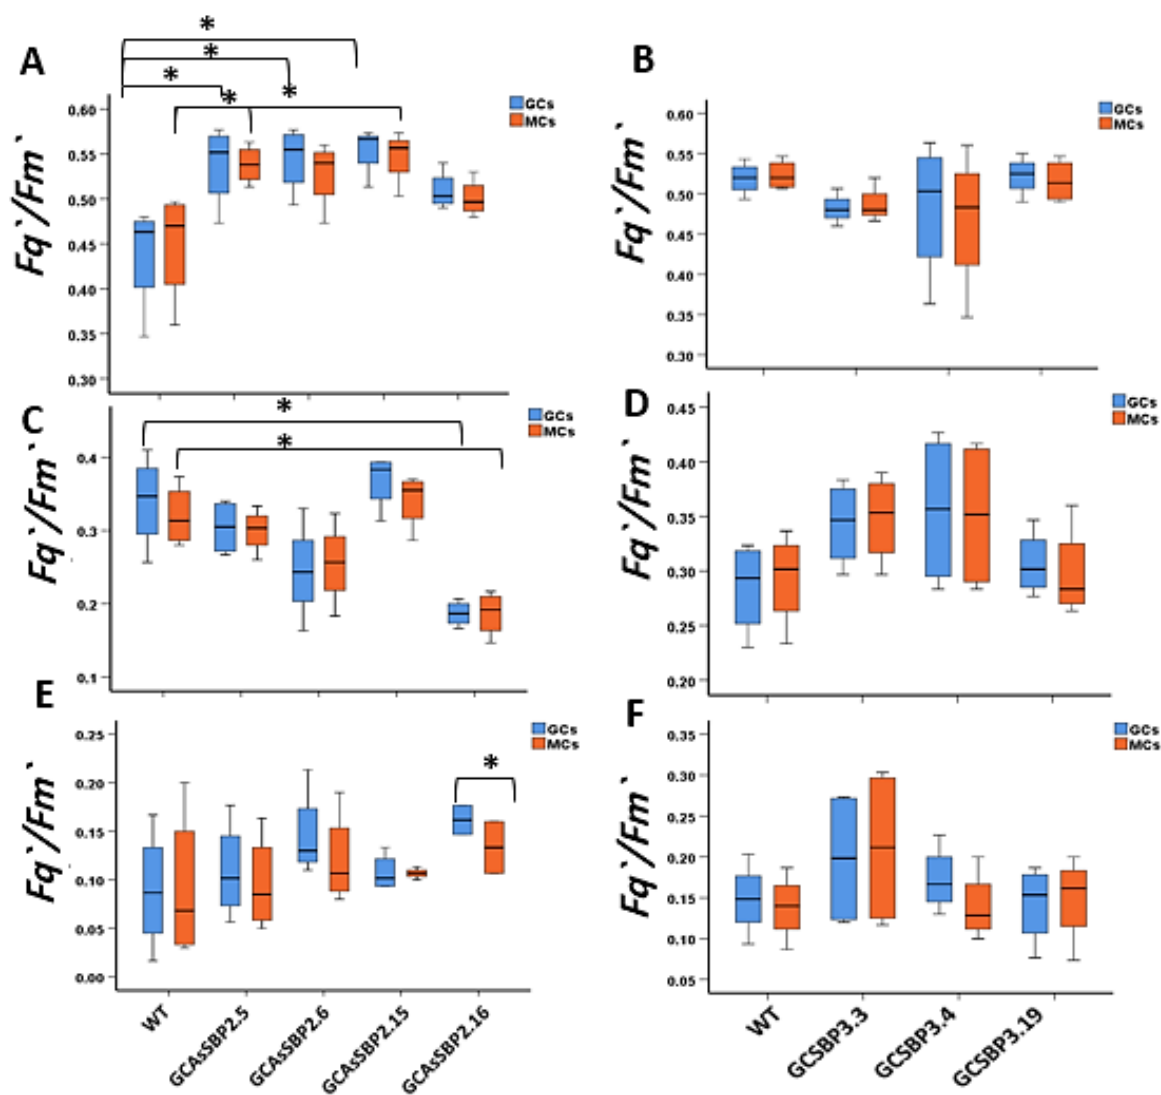 *
*
*
*
*
A
B
GCs
MCs
GCs
MCs
Fq`/Fm`
0.60
0.55
0.50
0.45
0.40
0.35
0.30
Fq`/Fm`
0.60
0.55
0.50
0.45
0.40
0.35
0.30
C
D
*
*
GCs
MCs
GCs
MCs
Fq`/Fm`
0.4
0.3
0.2
0.1
Fq`/Fm`
0.45
0.40
0.35
0.30
0.25
0.20
E
F
*
GCs
MCs
GCs
MCs
Fq`/Fm`
0.25
0.20
0.15
0.10
0.05
0.00
Fq`/Fm`
0.35
0.30
0.25
0.20
0.15
0.10
0.05
WT
GCAsSBP2.5
GCAsSBP2.6
GCAsSBP2.15
GCAsSBP2.16
WT
GCSBP3.3
GCSBP3.4
GCSBP3.19